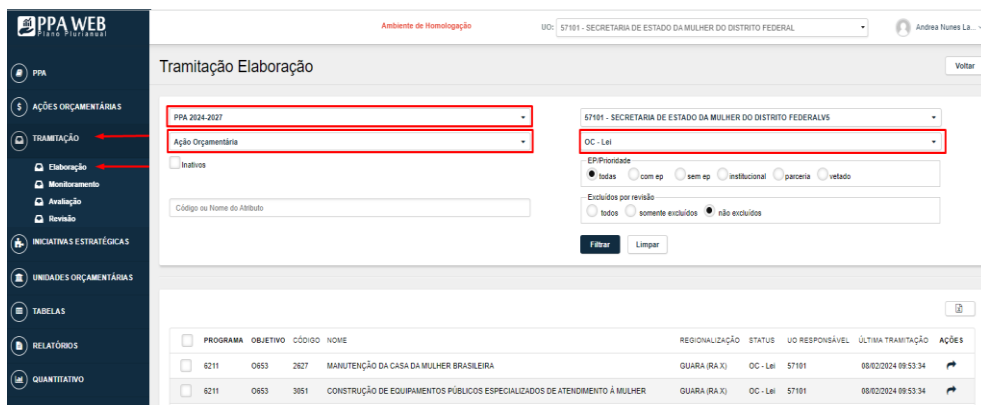 PPA WEB
Plano Plurianual
Ambiente de Homologação
UO: 57101 - SECRETARIA DE ESTADO DA MULHER DO DISTRITO FEDERAL
Andrea Nunes La...
PPA
AÇÕES ORÇAMENTÁRIAS
TRAMITAÇÃO
Elaboração
Monitoramento
Avaliação
Revisão
INICIATIVAS ESTRATÉGICAS
UNIDADES ORÇAMENTÁRIAS
TABELAS
RELATÓRIOS
QUANTITATIVO
Tramitação Elaboração
Voltar
PPA 2024-2027
57101 - SECRETARIA DE ESTADO DA MULHER DO DISTRITO FEDERALV5
Ação Orçamentária
OC - Lei
Inativos
EP/Prioridade
todas com ep sem ep institucional parceria vetado
Código ou Nome do Atributo
Excluídos por revisão
todos somente excluídos não excluídos
Filtrar Limpar
PROGRAMA OBJETIVO CÓDIGO NOME REGIONALIZAÇÃO STATUS UO RESPONSÁVEL ÚLTIMA TRAMITAÇÃO AÇÕES
6211 O653 2627 MANUTENÇÃO DA CASA DA MULHER BRASILEIRA GUARA (RA X) OC - Lei 57101 08/02/2024 09:53:34
6211 O653 3051 CONSTRUÇÃO DE EQUIPAMENTOS PÚBLICOS ESPECIALIZADOS DE ATENDIMENTO À MULHER GUARA (RA X) OC - Lei 57101 08/02/2024 09:53:34